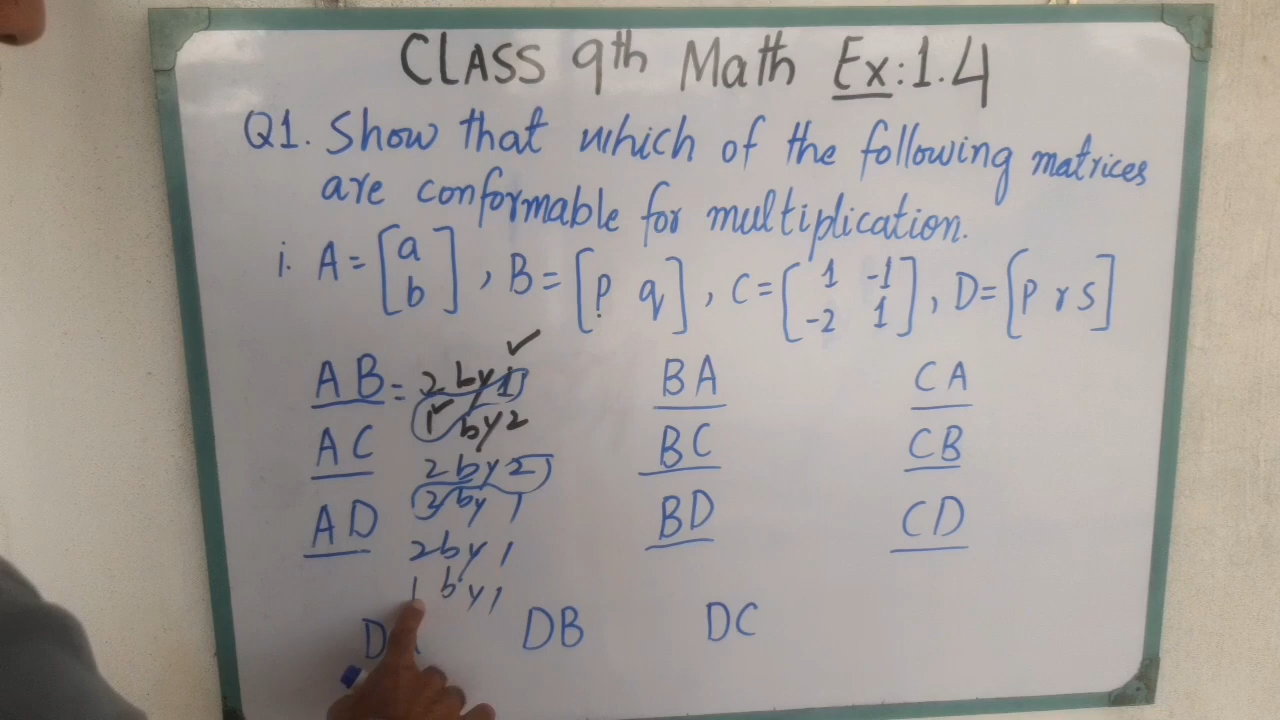 CLASS 9th Math Ex:1.4
Q1. Show that which of the following matrices
are conformable for multiplication.
i. A = [a b], B = [p q], C = [1 -1 -2 1], D = [p r s]
AB = 2 by 1 ✓ BA CA
1 ✓ by 2
AC 2 by 2 BC CB
2 by 1
AD 2 by 1 BD CD
1 by 1
D DB DC